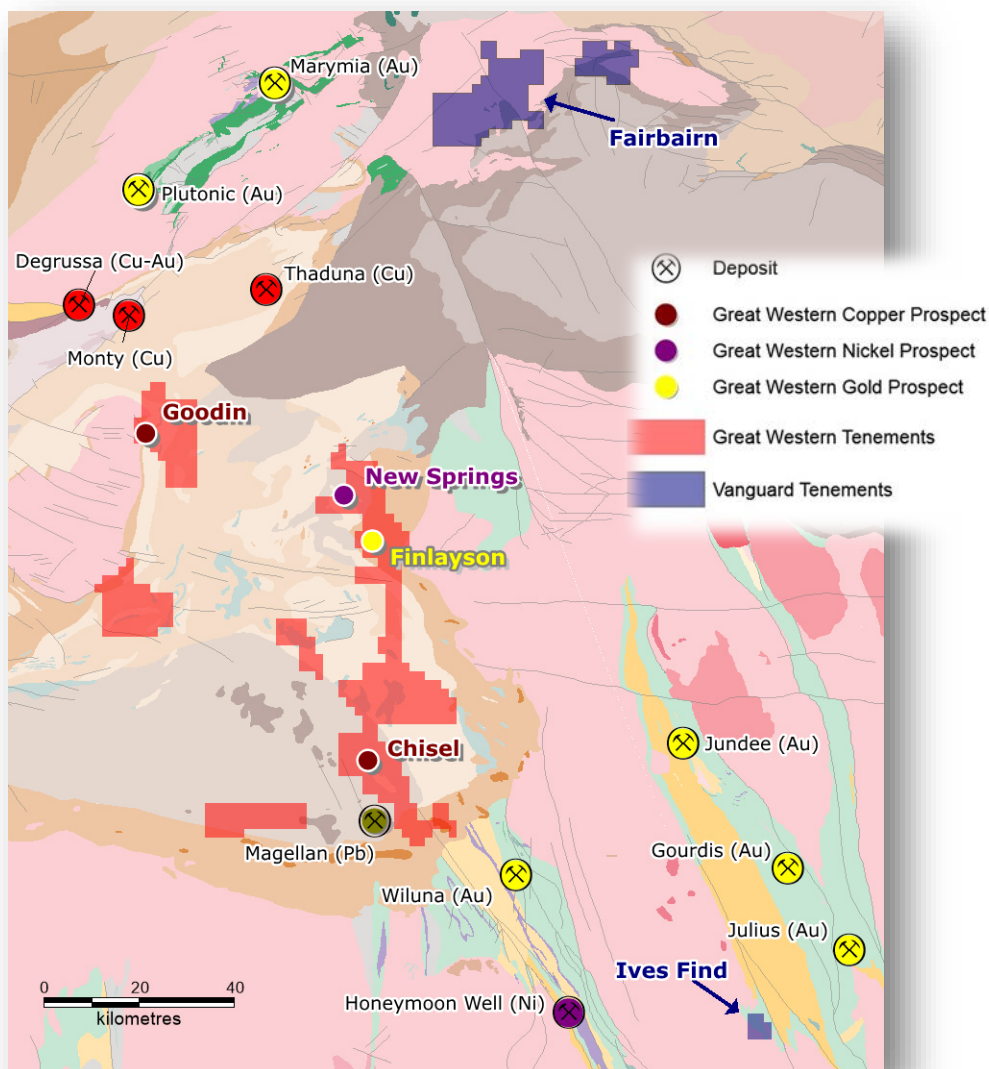 Marymia (Au)
Fairbairn
Plutonic (Au)
Degrussa (Cu-Au)
Thaduna (Cu)
Monty (Cu)
Deposit
Great Western Copper Prospect
Great Western Nickel Prospect
Great Western Gold Prospect
Great Western Tenements
Vanguard Tenements
Goodin
New Springs
Finlayson
Jundee (Au)
Chisel
Magellan (Pb)
Gourdis (Au)
Wiluna (Au)
Julius (Au)
Ives Find
Honeymoon Well (Ni)
0 20 40
kilometres